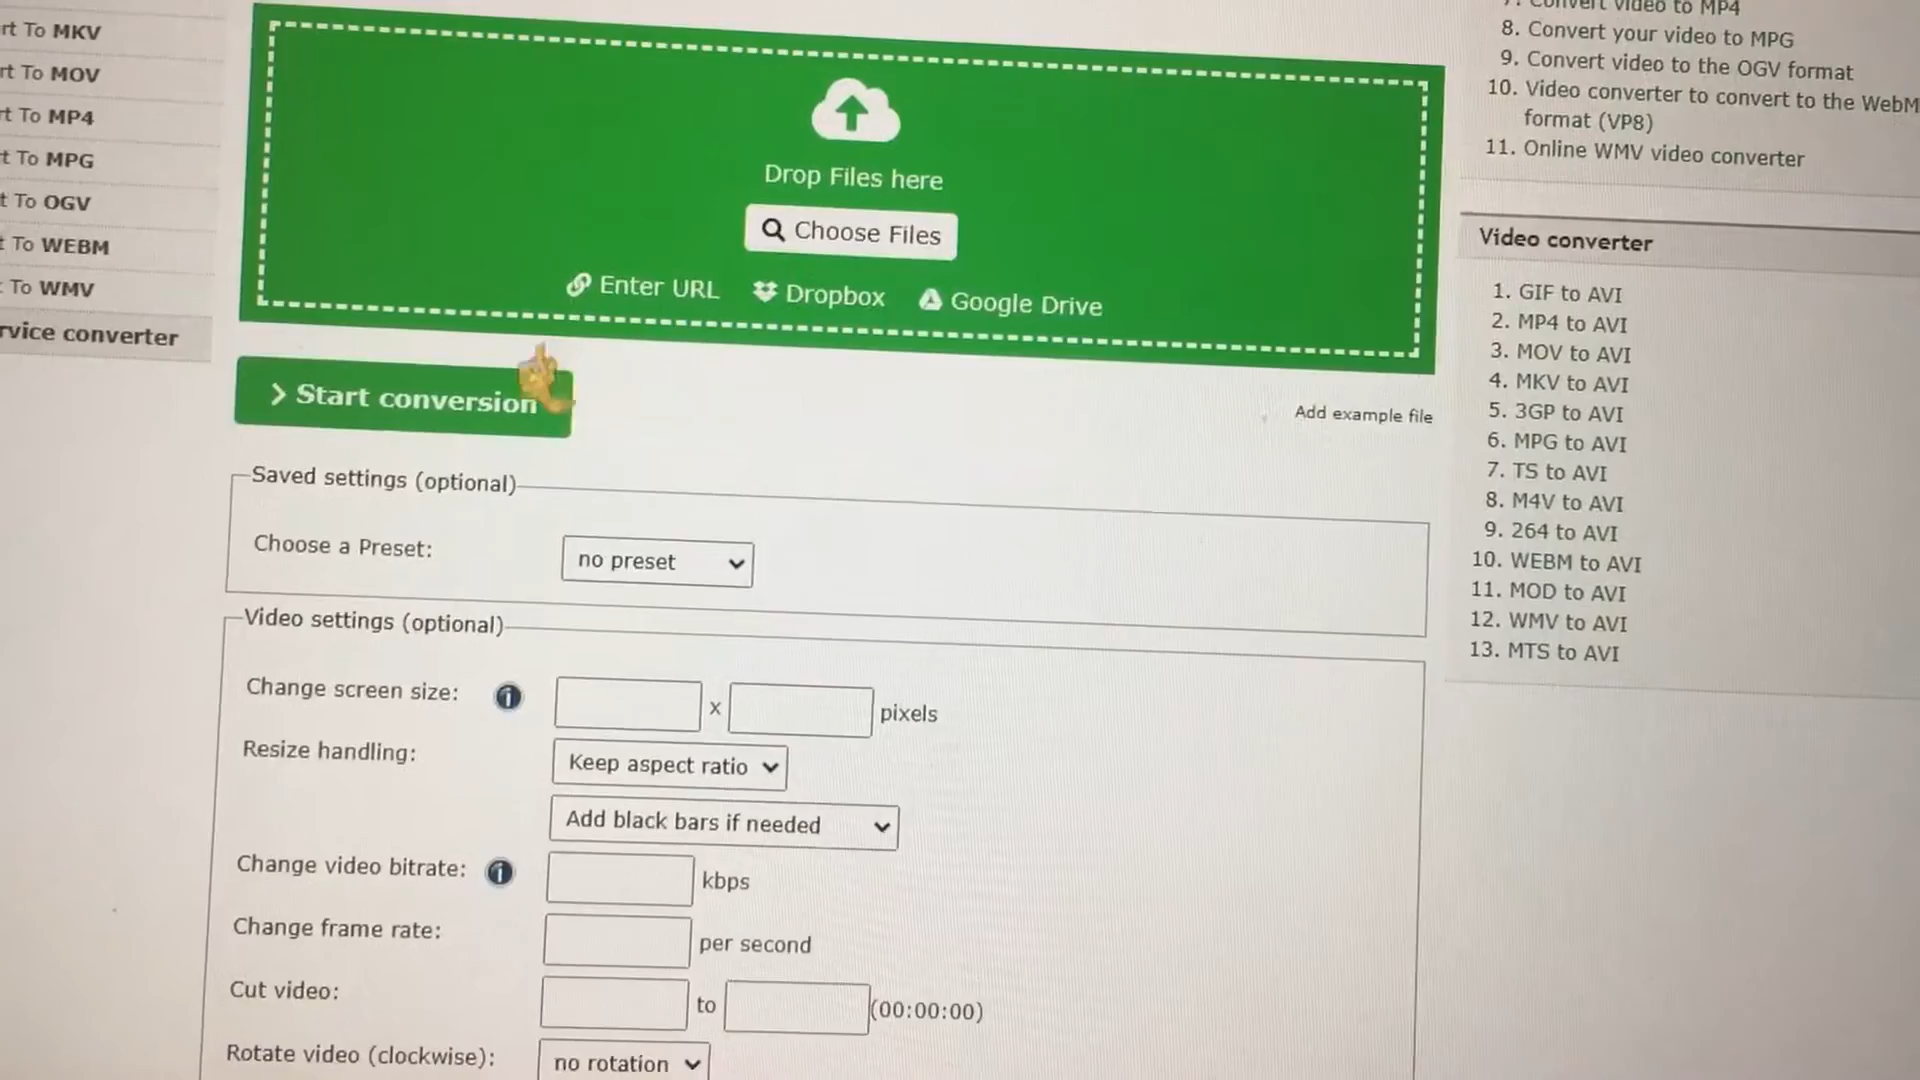 rt To MKV
rt To MOV
rt To MP4
t To MPG
t To OGV
t To WEBM
To WMV
rvice converter
Drop Files here
Choose Files
Enter URL
Dropbox
Google Drive
Start conversion
Add example file
Saved settings (optional)
Choose a Preset:
no preset
Video settings (optional)
Change screen size:
x
pixels
Resize handling:
Keep aspect ratio
Add black bars if needed
Change video bitrate:
kbps
Change frame rate:
per second
Cut video:
to
(00:00:00)
Rotate video (clockwise):
no rotation
7. Convert video to MP4
8. Convert your video to MPG
9. Convert video to the OGV format
10. Video converter to convert to the WebM
format (VP8)
11. Online WMV video converter
Video converter
1. GIF to AVI
2. MP4 to AVI
3. MOV to AVI
4. MKV to AVI
5. 3GP to AVI
6. MPG to AVI
7. TS to AVI
8. M4V to AVI
9. 264 to AVI
10. WEBM to AVI
11. MOD to AVI
12. WMV to AVI
13. MTS to AVI